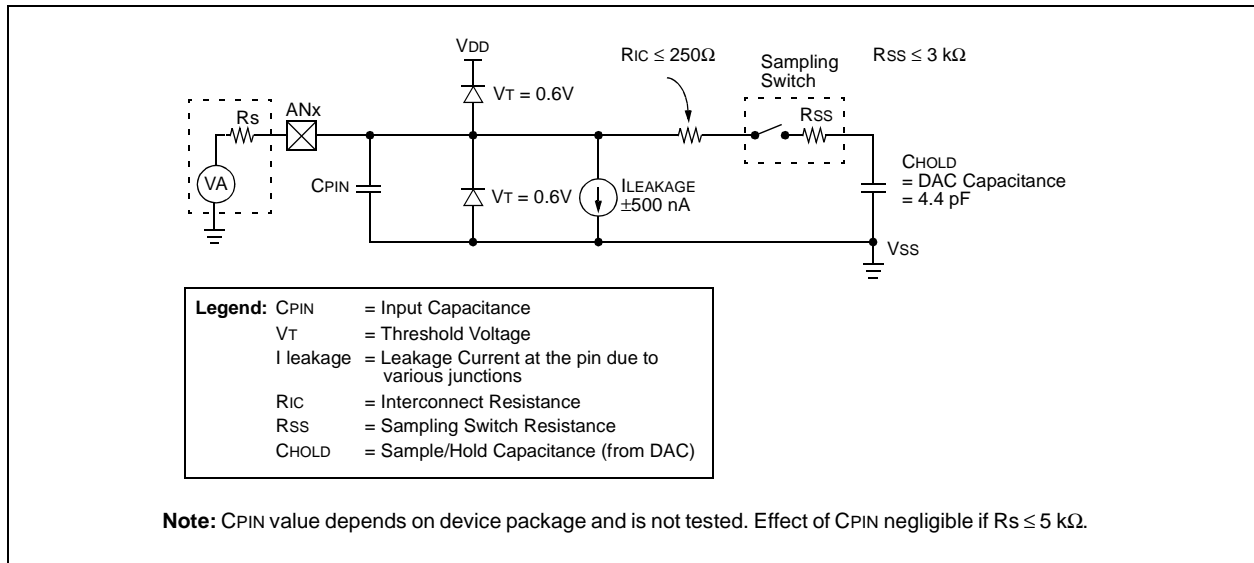 VDD
RIC ≤ 250Ω
Sampling
Switch
RSS ≤ 3 kΩ
VT = 0.6V
Rs
ANx
RSS
VA
CPIN
VT = 0.6V
ILEAKAGE
±500 nA
CHOLD
= DAC Capacitance
= 4.4 pF
VSS
Legend: CPIN = Input Capacitance
VT = Threshold Voltage
I leakage = Leakage Current at the pin due to
various junctions
RIC = Interconnect Resistance
RSS = Sampling Switch Resistance
CHOLD = Sample/Hold Capacitance (from DAC)
Note: CPIN value depends on device package and is not tested. Effect of CPIN negligible if Rs ≤ 5 kΩ.